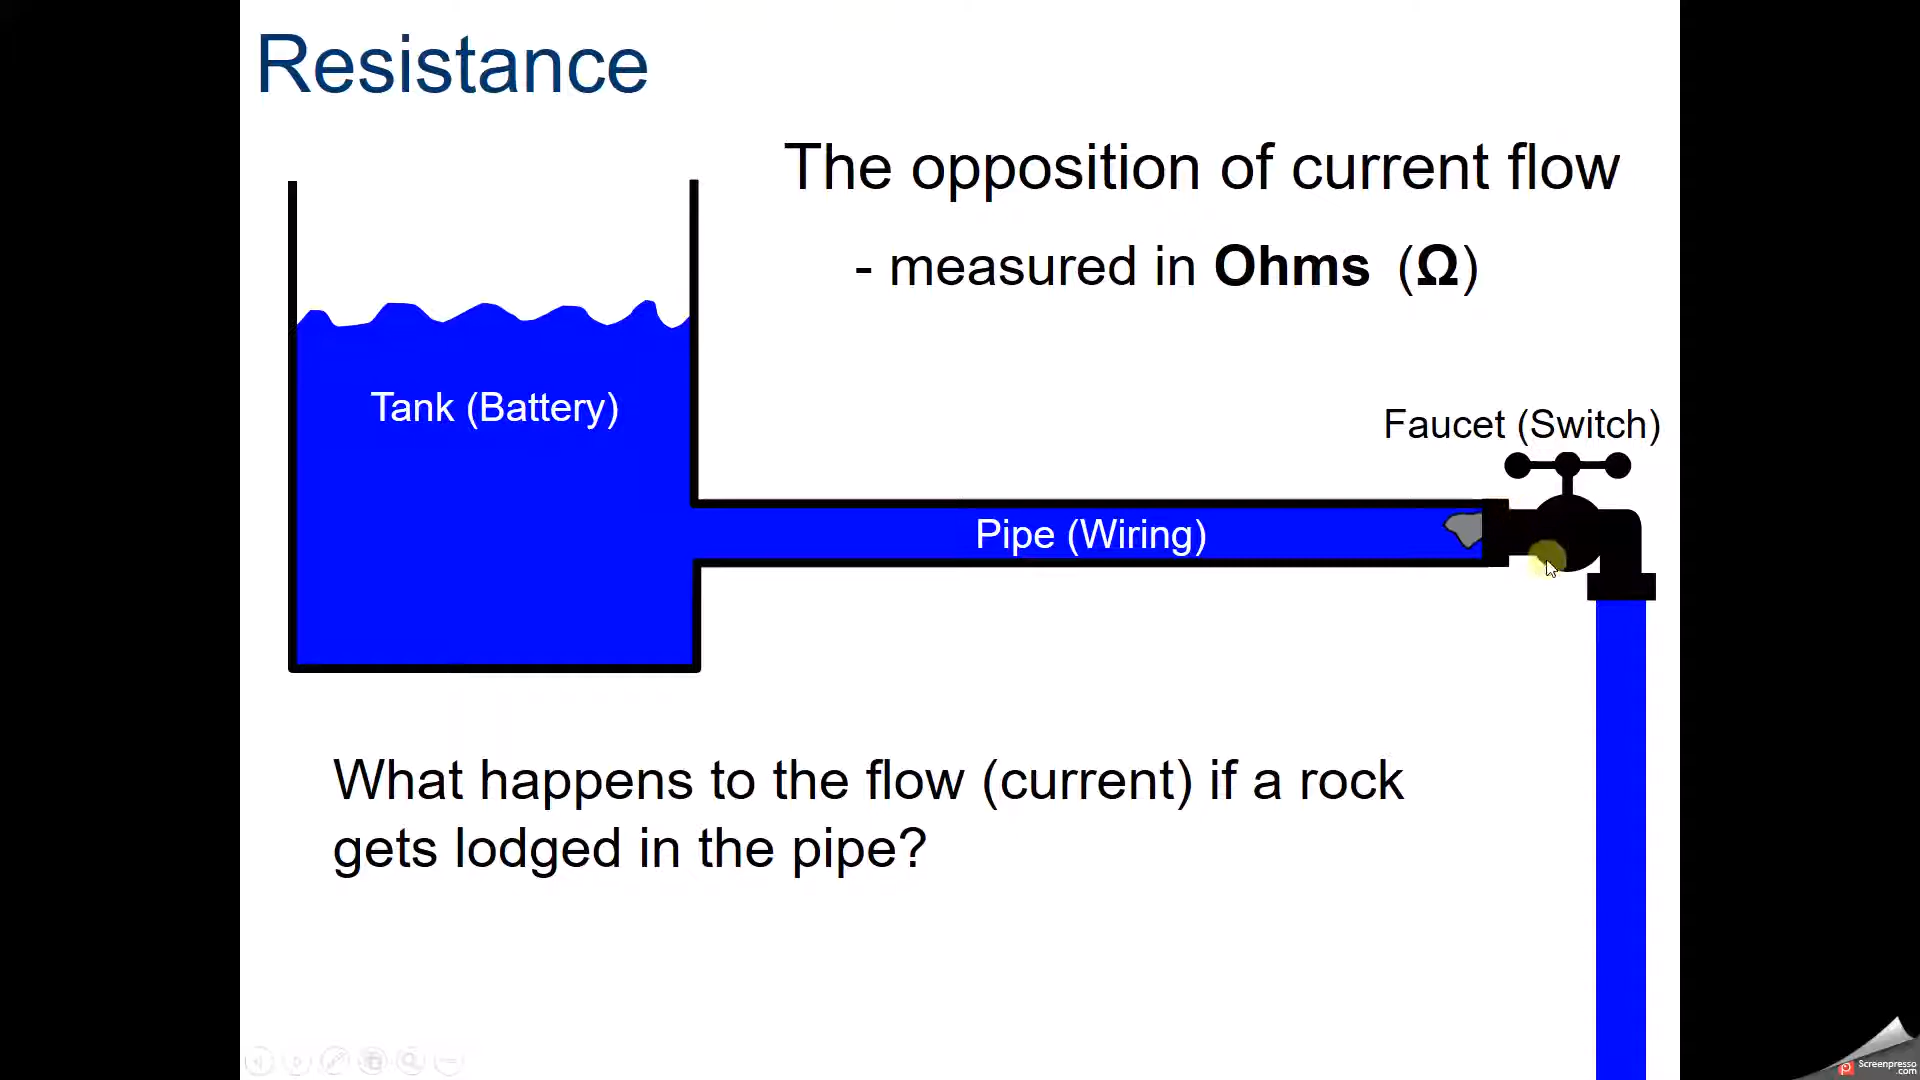 Resistance
The opposition of current flow
- measured in Ohms (Ω)
Tank (Battery)
Faucet (Switch)
Pipe (Wiring)
What happens to the flow (current) if a rock
gets lodged in the pipe?
Screenpresso
.com